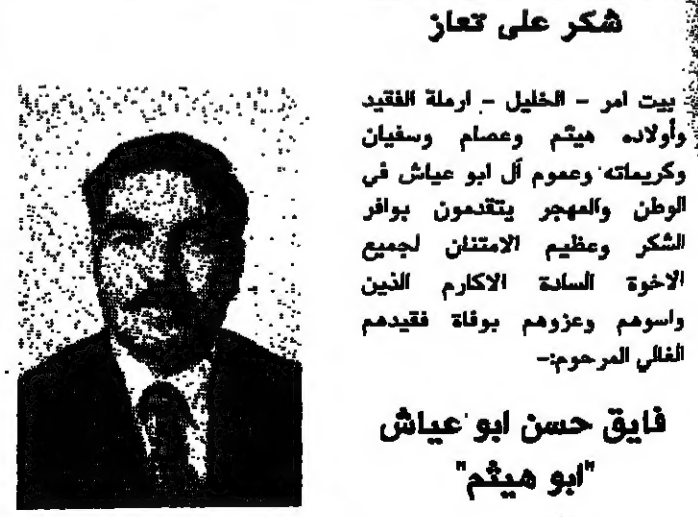 شكر على تعاز
بيت امر - الخليل - ارملة الفقيد
وأولاده هيثم وعصام وسفيان
وكريماته وعموم آل ابو عياش في
الوطن والمهجر يتقدمون بوافر
الشكر وعظيم الامتنان لجميع
الاخوة السادة الاكارم الذين
واسوهم وعزوهم بوفاة فقيدهم
الغالي المرحوم:-
فايق حسن ابو عياش
"ابو هيثم"